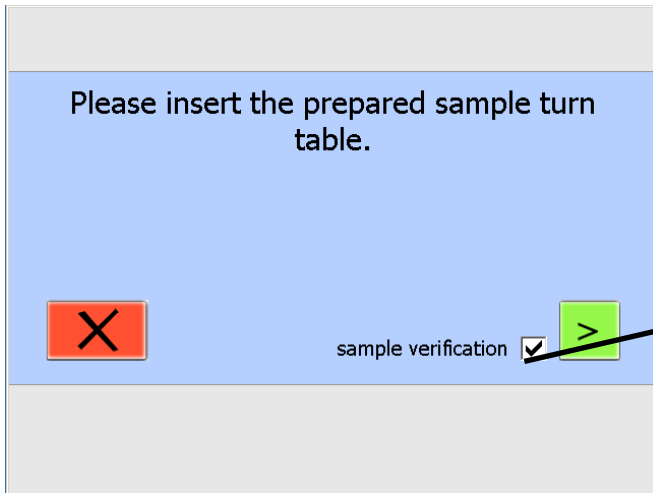 Please insert the prepared sample turn
table.
sample verification
>